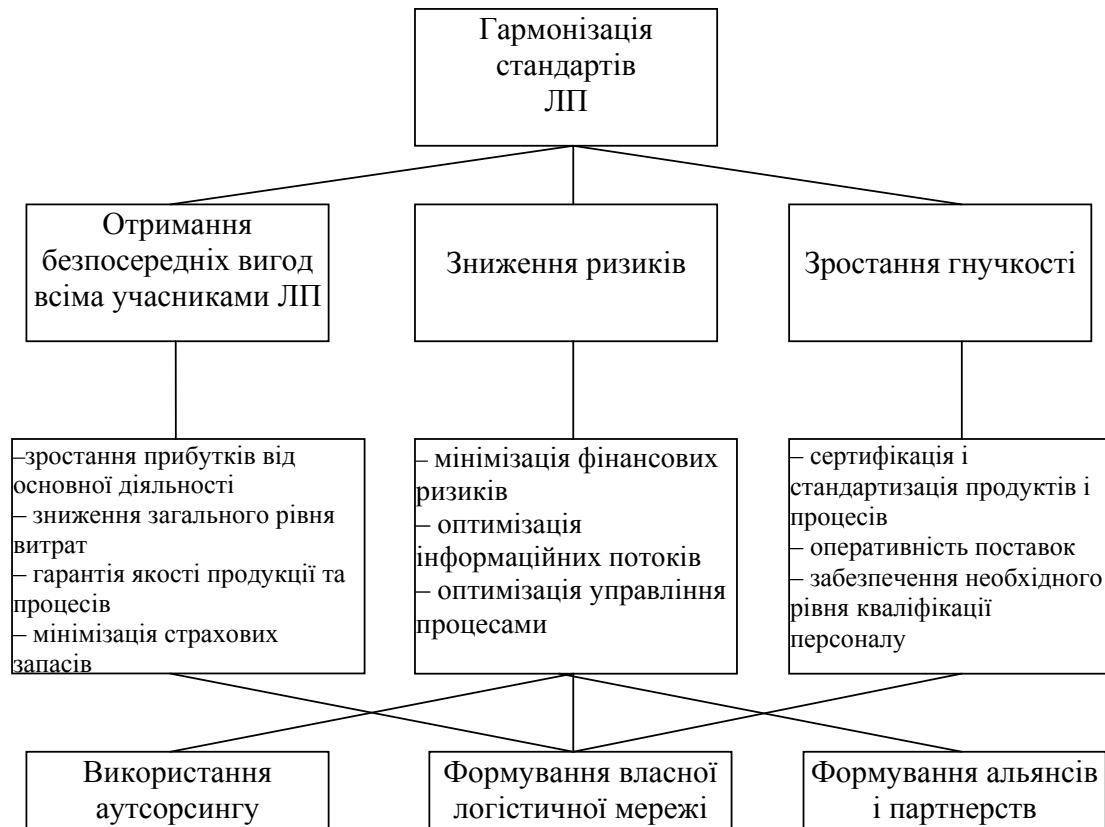 Гармонізація
стандартів
ЛП
Отримання
безпосередніх вигод
всіма учасниками ЛП
Зниження ризиків
Зростання гнучкості
–зростання прибутків від
основної діяльності
– зниження загального рівня
витрат
– гарантія якості продукції та
процесів
– мінімізація страхових
запасів
– мінімізація фінансових
ризиків
– оптимізація
інформаційних потоків
– оптимізація управління
процесами
– сертифікація і
стандартизація продуктів і
процесів
– оперативність поставок
– забезпечення необхідного
рівня кваліфікації
персоналу
Використання
аутсорсингу
Формування власної
логістичної мережі
Формування альянсів
і партнерств